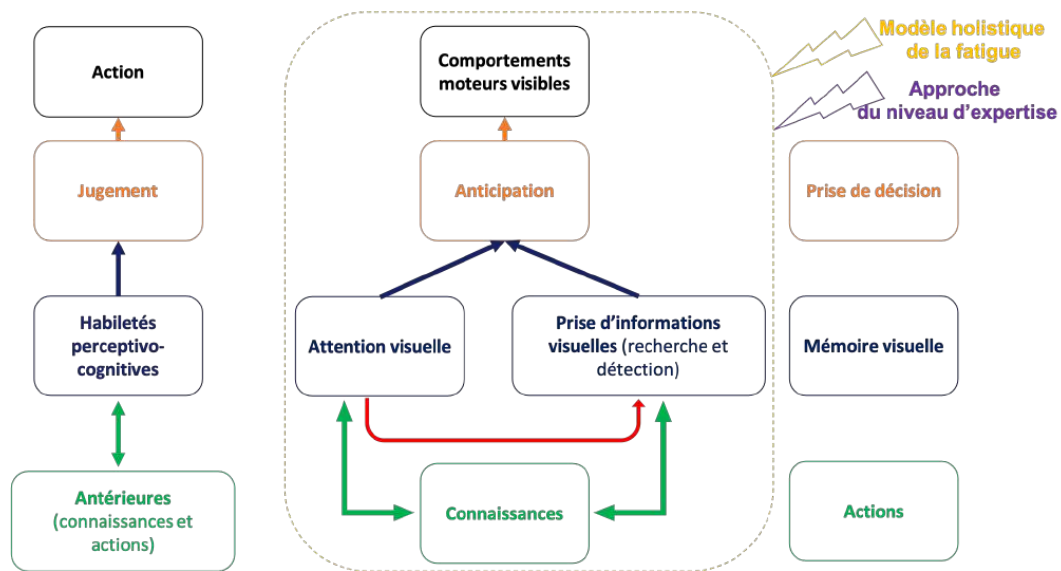 Modèle holistique
de la fatigue
Action
Comportements
moteurs visibles
Approche
du niveau d'expertise
Jugement
Anticipation
Prise de décision
Habiletés
perceptivo-
cognitives
Attention visuelle
Prise d'informations
visuelles (recherche et
détection)
Mémoire visuelle
Antérieures
(connaissances et
actions)
Connaissances
Actions